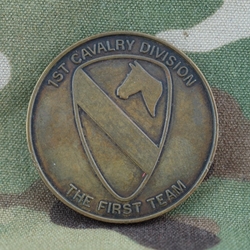 1ST CAVALRY DIVISION
THE FIRST TEAM